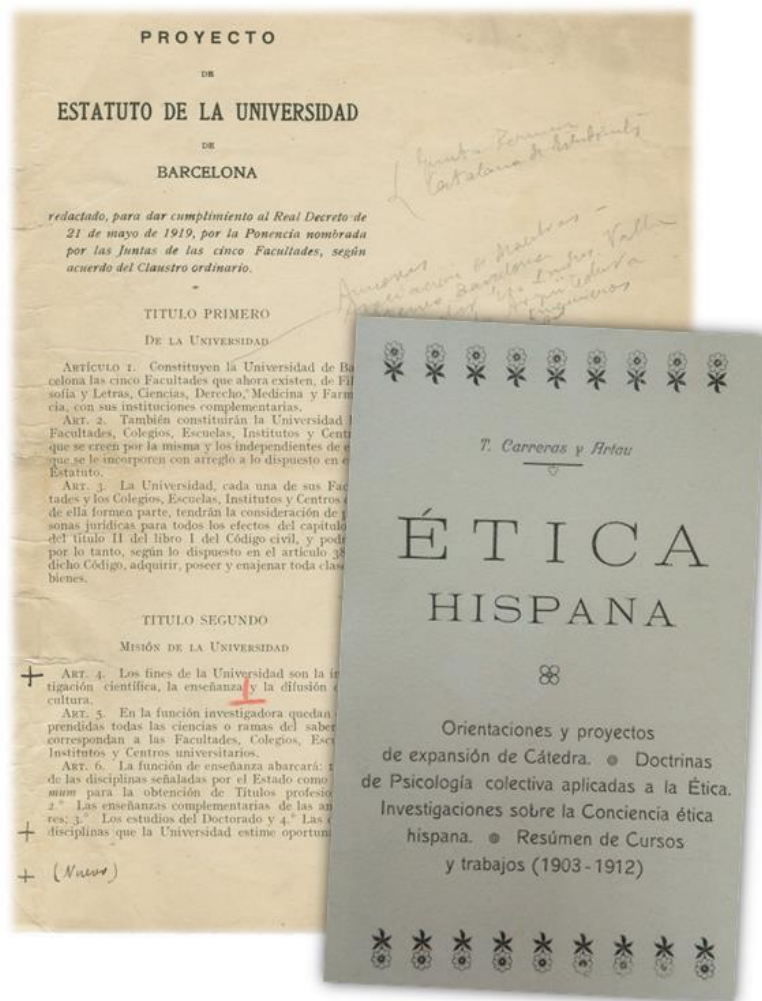 PROYECTO
DE
ESTATUTO DE LA UNIVERSIDAD
DE
BARCELONA
redactado, para dar cumplimiento al Real Decreto de
21 de mayo de 1919, por la Ponencia nombrada
por las Juntas de las cinco Facultades, según
acuerdo del Claustro ordinario.
TITULO PRIMERO
DE LA UNIVERSIDAD
ARTÍCULO 1. Constituyen la Universidad de Ba
celona las cinco Facultades que ahora existen, de Fil
sofía y Letras, Ciencias, Derecho, Medicina y Farm
cia, con sus instituciones complementarias.
ART. 2. También constituirán la Universidad
Facultades, Colegios, Escuelas, Institutos y Centr
que se creen por la misma y los independientes de e
que se le incorporen con arreglo a lo dispuesto en e
Estatuto.
ART. 3. La Universidad, cada una de sus Fac
tades y los Colegios, Escuelas, Institutos y Centros
de ella formen parte, tendrán la consideración de p
sonas jurídicas para todos los efectos del capítulo
del título II del libro I del Código civil, y podr
por lo tanto, según lo dispuesto en el artículo 38
dicho Código, adquirir, poseer y enajenar toda clas
bienes.
TITULO SEGUNDO
MISIÓN DE LA UNIVERSIDAD
ART. 4. Los fines de la Universidad son la in
tigación científica, la enseñanza y la difusión
cultura.
ART. 5. En la función investigadora quedan
prendidas todas las ciencias o ramas del saber
correspondan a las Facultades, Colegios, Escu
Institutos y Centros universitarios.
ART. 6. La función de enseñanza abarcará: 1
de las disciplinas señaladas por el Estado como
mum para la obtención de Títulos profesio
2.° Las enseñanzas complementarias de las an
res; 3.° Los estudios del Doctorado y 4.° Las
disciplinas que la Universidad estime oportun
(Nuevo)
Catalana de Estudiants
T. Carreras y Artau
ÉTICA
HISPANA
Orientaciones y proyectos
de expansión de Cátedra. Doctrinas
de Psicología colectiva aplicadas a la Ética.
Investigaciones sobre la Conciencia ética
hispana. Resúmen de Cursos
y trabajos (1903-1912)